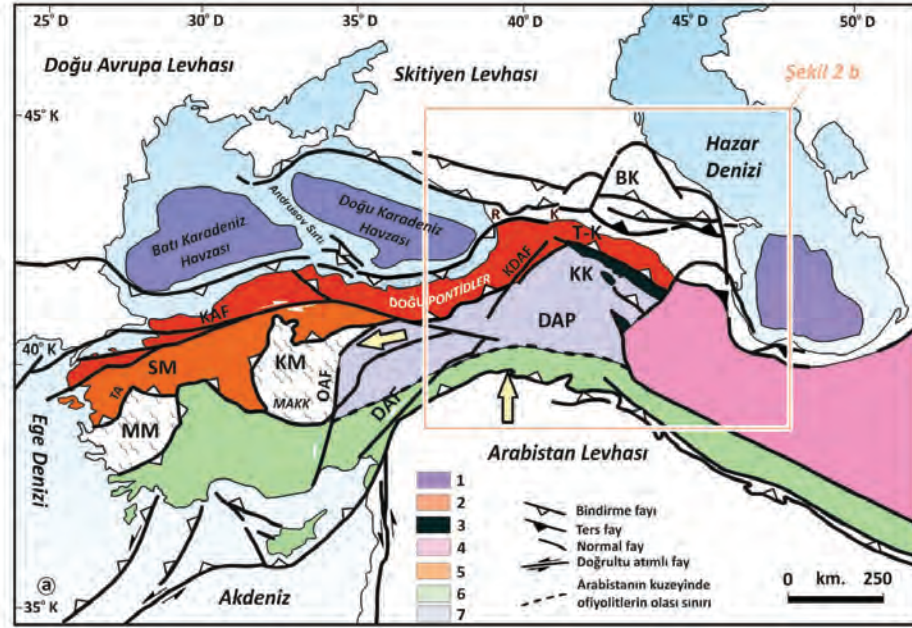 25°D 30°D 35°D 40°D 45°D 50°D
Doğu Avrupa Levhası
Skitiyen Levhası
Şekil 2 b
45° K
Hazar
Denizi
BK
Andrusov Sırtı
Doğu Karadeniz
Havzası
Batı Karadeniz
Havzası
R K
T-K
KDAF
KK
DOĞU PONTİDLER
KAF
DAP
40° K
SM
KM
OAF
TA
MAKK
DAF
MM
Ege Denizi
Arabistan Levhası
1
2
3
4
5
6
7
Bindirme fayı
Ters fay
Normal fay
Doğrultu atımlı fay
Arabistanın kuzeyinde
ofiyolitlerin olası sınırı
0 km. 250
a
Akdeniz
35° K